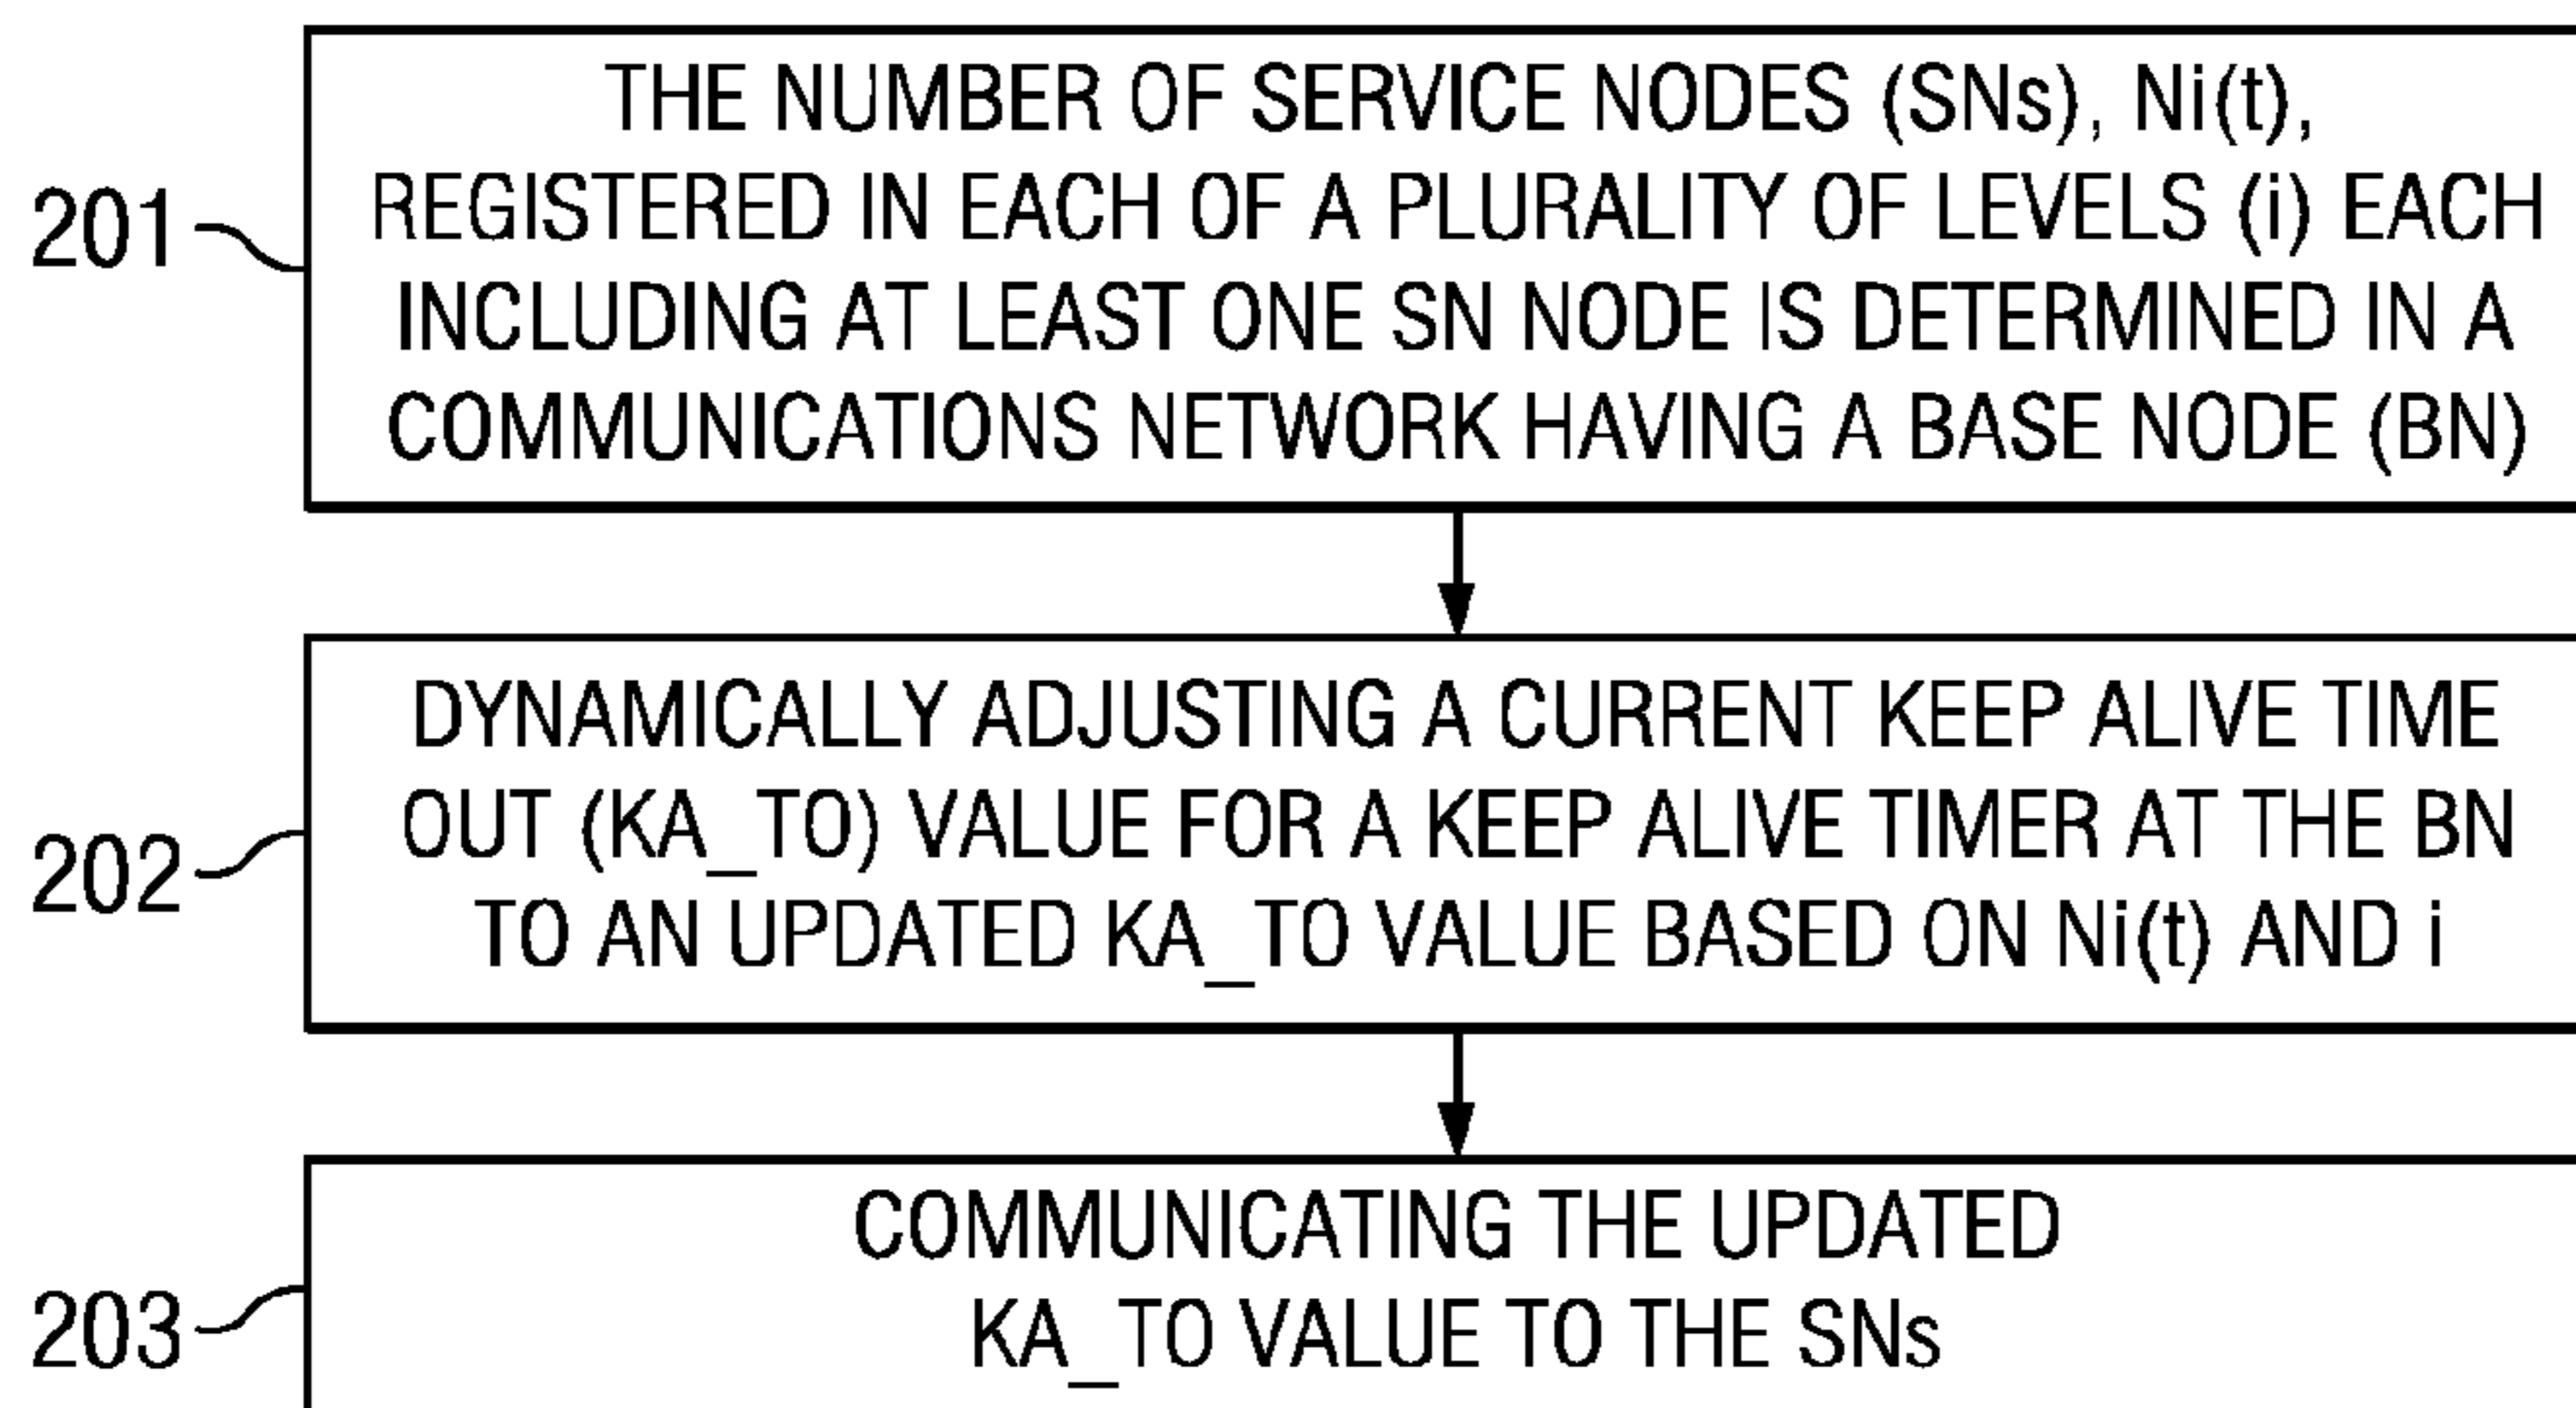 THE NUMBER OF SERVICE NODES (SNs), Ni(t),
201
REGISTERED IN EACH OF A PLURALITY OF LEVELS (i) EACH
INCLUDING AT LEAST ONE SN NODE IS DETERMINED IN A
COMMUNICATIONS NETWORK HAVING A BASE NODE (BN)
DYNAMICALLY ADJUSTING A CURRENT KEEP ALIVE TIME
OUT (KA_TO) VALUE FOR A KEEP ALIVE TIMER AT THE BN
202
TO AN UPDATED KA_TO VALUE BASED ON Ni(t) AND i
COMMUNICATING THE UPDATED
203
KA_TO VALUE TO THE SNs